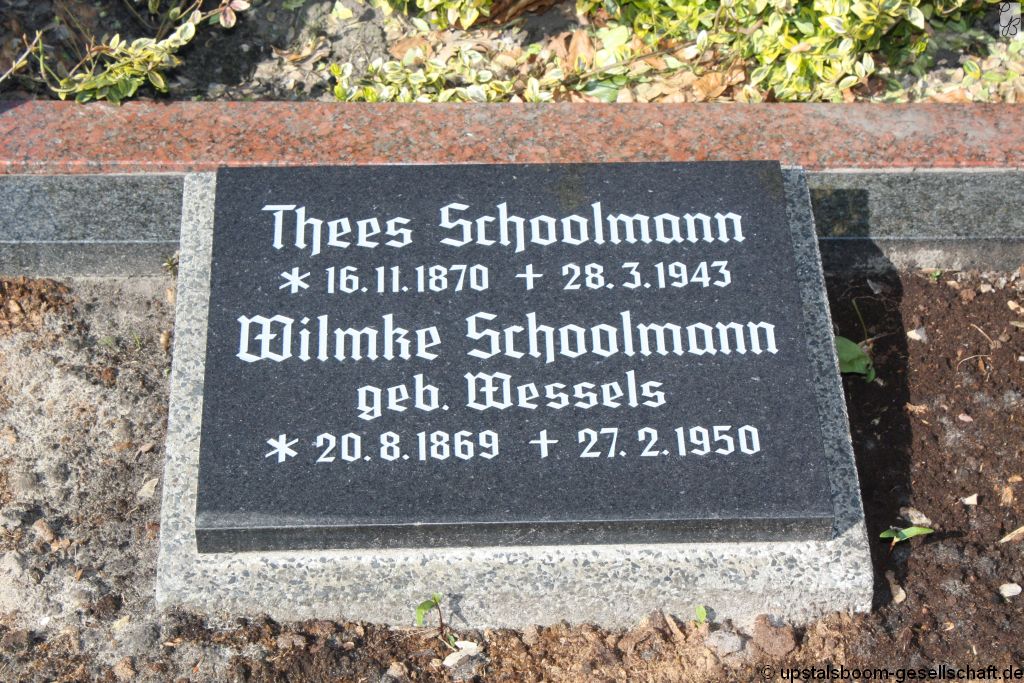 Thees Schoolmann
* 16.11.1870 + 28.3.1943
Wilmke Schoolmann
geb. Wessels
* 20.8.1869 + 27.2.1950
© upstalsboom-gesellschaft.de